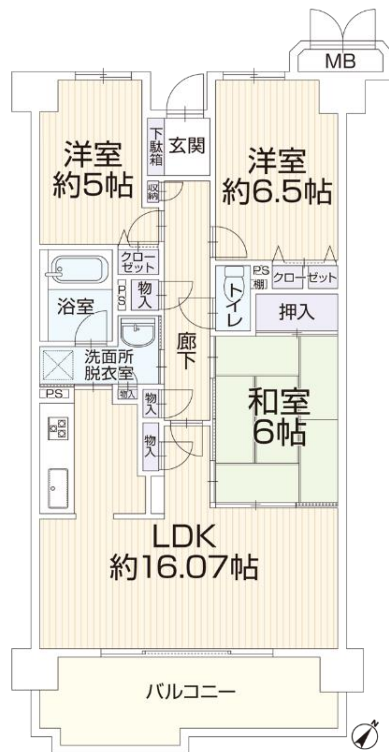 MB
洋室
約5帖
下駄箱
玄関
洋室
約6.5帖
収納
クロー
ゼット
PS
物入
トイレ
PS
棚
クローゼット
浴室
押入
廊下
洗面所
脱衣室
PS
物入
物入
物入
和室
6帖
LDK
約16.07帖
バルコニー
N